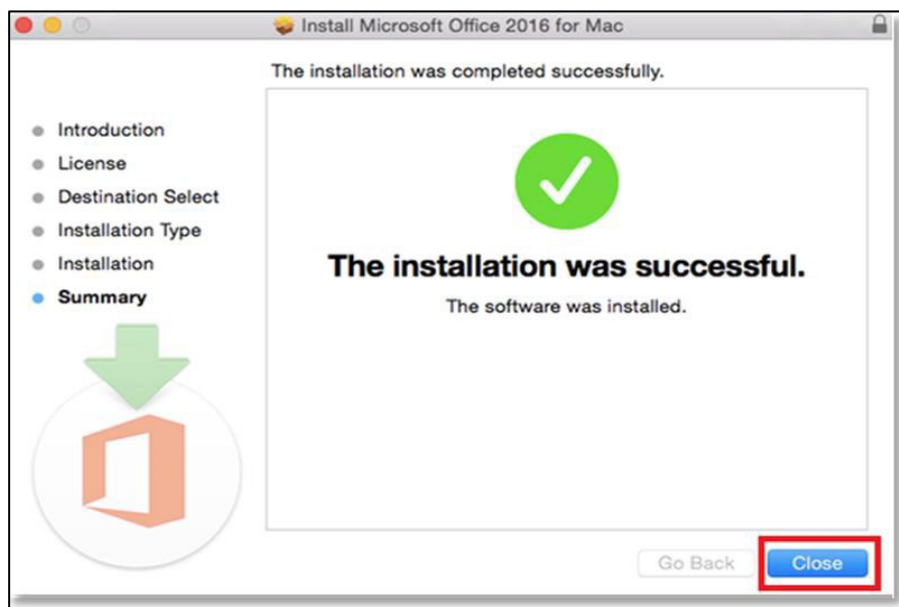 Install Microsoft Office 2016 for Mac
The installation was completed successfully.
Introduction
License
Destination Select
Installation Type
Installation
Summary
The installation was successful.
The software was installed.
Go Back
Close